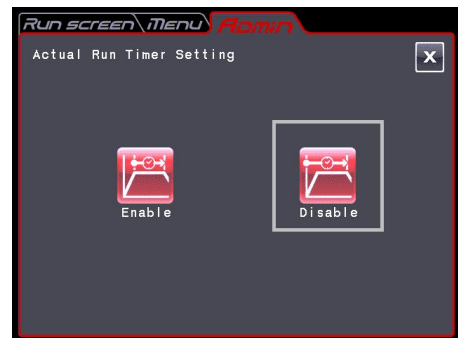 Run screen Menu Admin
Actual Run Timer Setting
X
Enable Disable